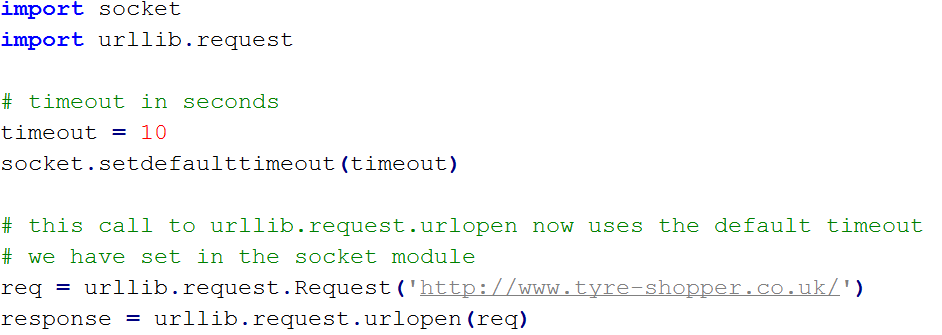 import socket
import urllib.request
# timeout in seconds
timeout = 10
socket.setdefaulttimeout(timeout)
# this call to urllib.request.urlopen now uses the default timeout
# we have set in the socket module
req = urllib.request.Request('http://www.tyre-shopper.co.uk/')
response = urllib.request.urlopen(req)